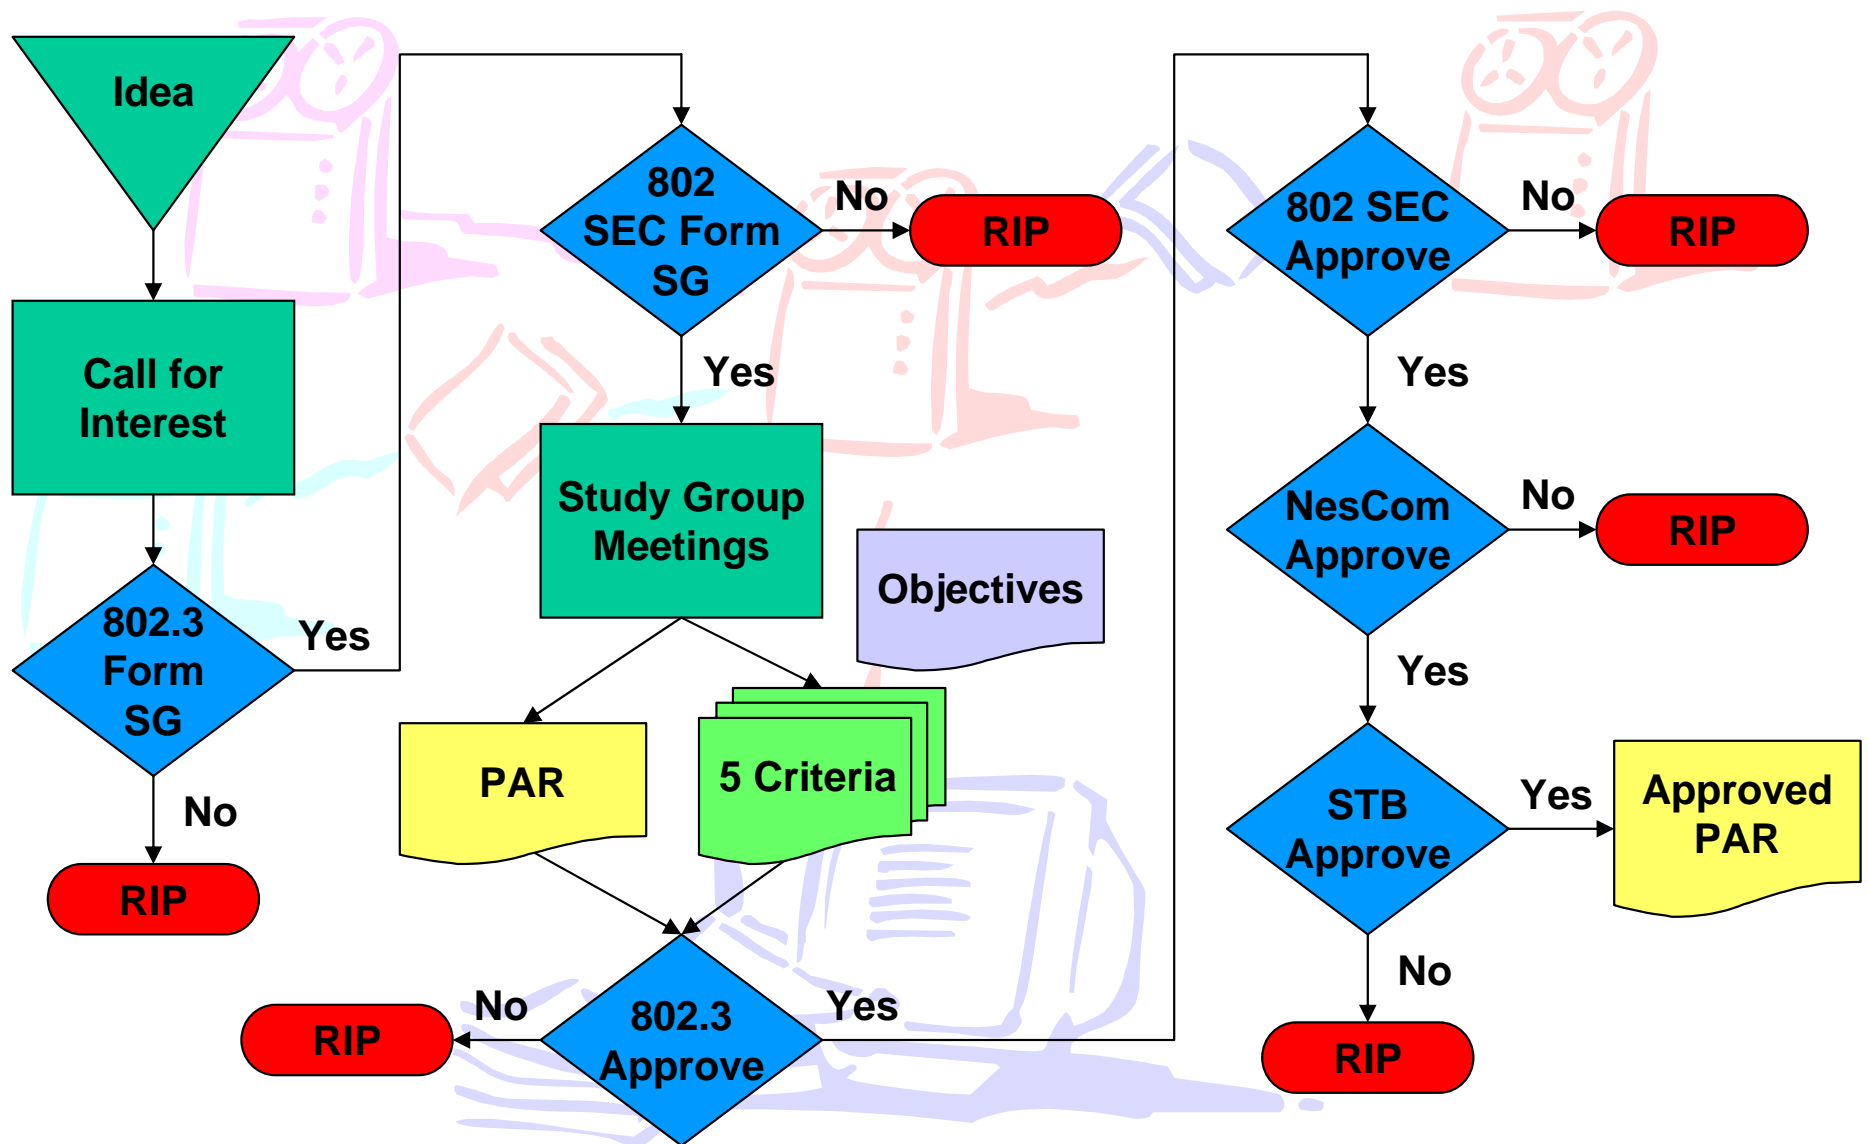 Idea
Call for
Interest
802.3
Form
SG
Yes
No
RIP
802
SEC Form
SG
No
RIP
Yes
Study Group
Meetings
Objectives
PAR
5 Criteria
802.3
Approve
No
RIP
Yes
802 SEC
Approve
No
RIP
Yes
NesCom
Approve
No
RIP
Yes
STB
Approve
Yes
Approved
PAR
No
RIP